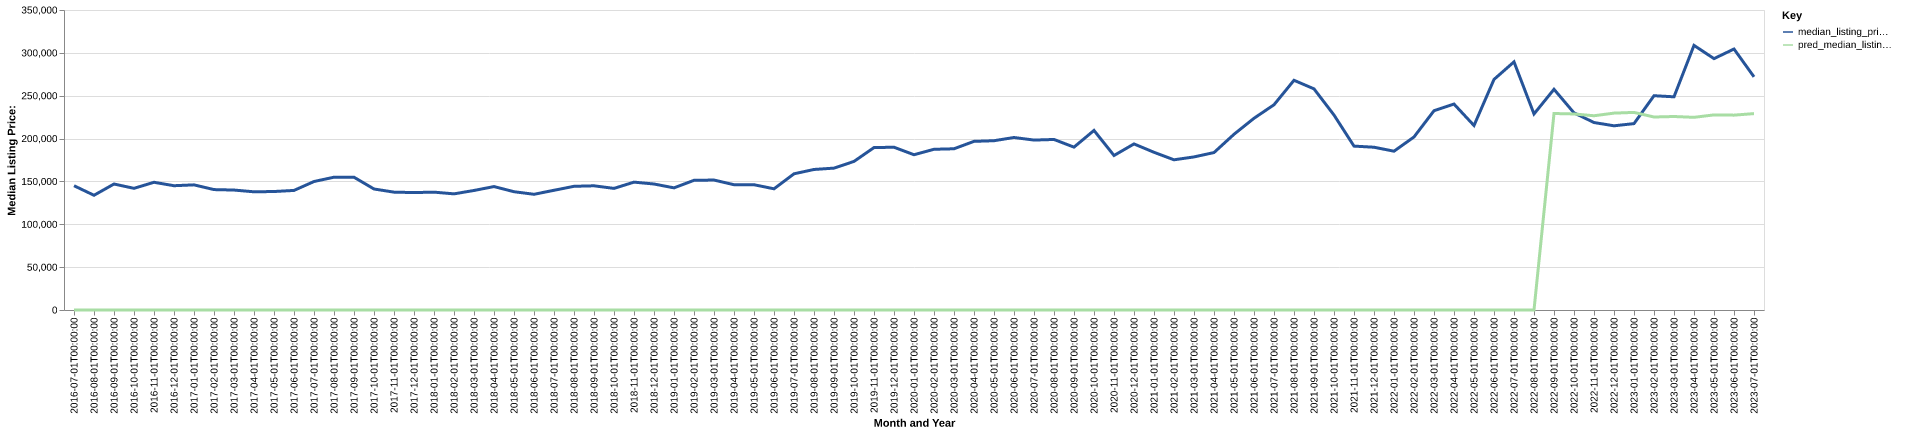 350,000
300,000
250,000
200,000
150,000
100,000
50,000
0
Median Listing Price:
2016-07-01T00:00:00
2016-08-01T00:00:00
2016-09-01T00:00:00
2016-10-01T00:00:00
2016-11-01T00:00:00
2016-12-01T00:00:00
2017-01-01T00:00:00
2017-02-01T00:00:00
2017-03-01T00:00:00
2017-04-01T00:00:00
2017-05-01T00:00:00
2017-06-01T00:00:00
2017-07-01T00:00:00
2017-08-01T00:00:00
2017-09-01T00:00:00
2017-10-01T00:00:00
2017-11-01T00:00:00
2017-12-01T00:00:00
2018-01-01T00:00:00
2018-02-01T00:00:00
2018-03-01T00:00:00
2018-04-01T00:00:00
2018-05-01T00:00:00
2018-06-01T00:00:00
2018-07-01T00:00:00
2018-08-01T00:00:00
2018-09-01T00:00:00
2018-10-01T00:00:00
2018-11-01T00:00:00
2018-12-01T00:00:00
2019-01-01T00:00:00
2019-02-01T00:00:00
2019-03-01T00:00:00
2019-04-01T00:00:00
2019-05-01T00:00:00
2019-06-01T00:00:00
2019-07-01T00:00:00
2019-08-01T00:00:00
2019-09-01T00:00:00
2019-10-01T00:00:00
2019-11-01T00:00:00
2019-12-01T00:00:00
2020-01-01T00:00:00
2020-02-01T00:00:00
2020-03-01T00:00:00
2020-04-01T00:00:00
2020-05-01T00:00:00
2020-06-01T00:00:00
2020-07-01T00:00:00
2020-08-01T00:00:00
2020-09-01T00:00:00
2020-10-01T00:00:00
2020-11-01T00:00:00
2020-12-01T00:00:00
2021-01-01T00:00:00
2021-02-01T00:00:00
2021-03-01T00:00:00
2021-04-01T00:00:00
2021-05-01T00:00:00
2021-06-01T00:00:00
2021-07-01T00:00:00
2021-08-01T00:00:00
2021-09-01T00:00:00
2021-10-01T00:00:00
2021-11-01T00:00:00
2021-12-01T00:00:00
2022-01-01T00:00:00
2022-02-01T00:00:00
2022-03-01T00:00:00
2022-04-01T00:00:00
2022-05-01T00:00:00
2022-06-01T00:00:00
2022-07-01T00:00:00
2022-08-01T00:00:00
2022-09-01T00:00:00
2022-10-01T00:00:00
2022-11-01T00:00:00
2022-12-01T00:00:00
2023-01-01T00:00:00
2023-02-01T00:00:00
2023-03-01T00:00:00
2023-04-01T00:00:00
2023-05-01T00:00:00
2023-06-01T00:00:00
2023-07-01T00:00:00
Month and Year
Key
median_listing_pri…
pred_median_listin…